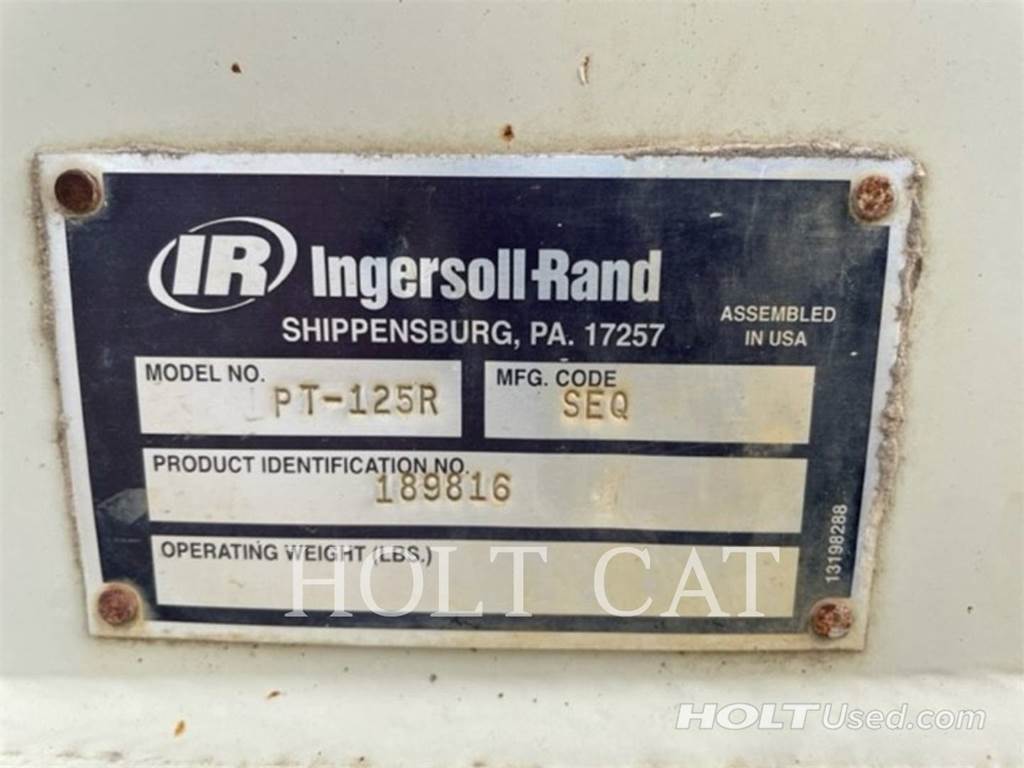 IR Ingersoll-Rand
SHIPPENSBURG, PA. 17257
ASSEMBLED
IN USA
MODEL NO.
PT-125R
MFG. CODE
SEQ
PRODUCT IDENTIFICATION NO.
189816
OPERATING WEIGHT (LBS.)
13198288
HOLT CAT
HOLTUsed.com